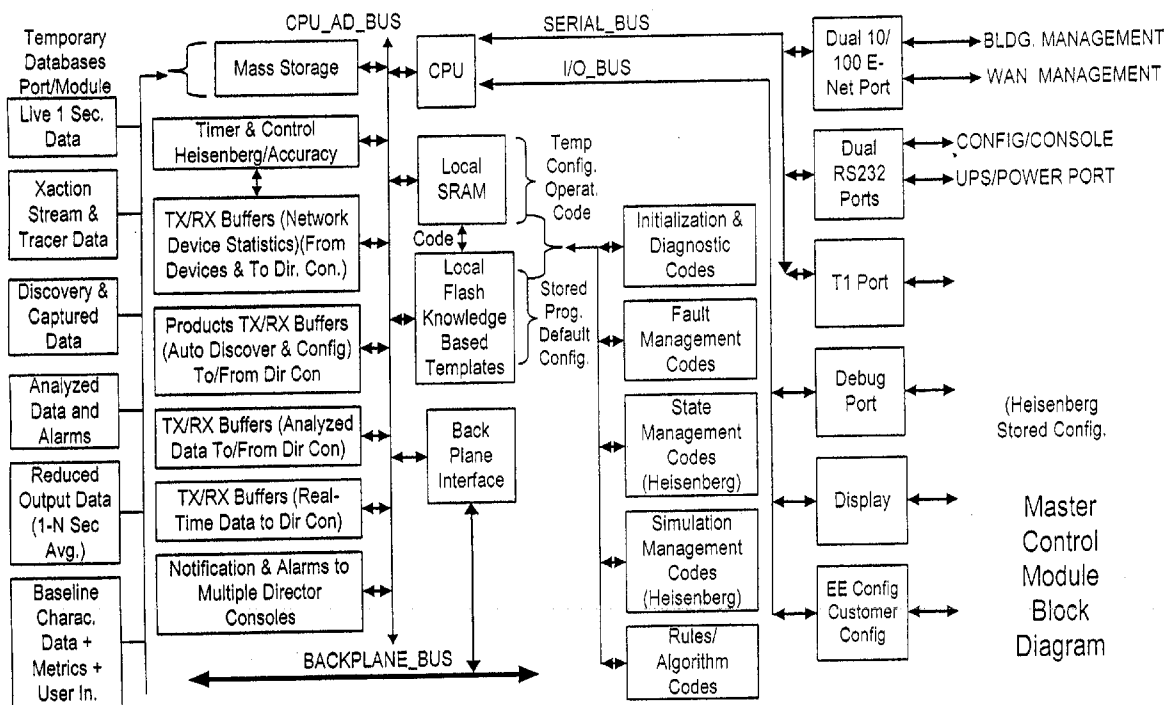 CPU_AD_BUS
SERIAL_BUS
I/O_BUS
Temporary
Databases
Port/Module
Live 1 Sec.
Data
Xaction
Stream &
Tracer Data
Discovery &
Captured
Data
Analyzed
Data and
Alarms
Reduced
Output Data
(1-N Sec
Avg.)
Baseline
Charac.
Data +
Metrics +
User In.
Mass Storage
Timer & Control
Heisenberg/Accuracy
TX/RX Buffers (Network
Device Statistics)(From
Devices & To Dir. Con.)
Products TX/RX Buffers
(Auto Discover & Config)
To/From Dir Con
TX/RX Buffers (Analyzed
Data To/From Dir Con)
TX/RX Buffers (Real-
Time Data to Dir Con)
Notification & Alarms to
Multiple Director
Consoles
BACKPLANE_BUS
CPU
Local
SRAM
Temp
Config.
Operat.
Code
Code
Local
Flash
Knowledge
Based
Templates
Stored
Prog.
Default
Config.
Back
Plane
Interface
Initialization &
Diagnostic
Codes
Fault
Management
Codes
State
Management
Codes
(Heisenberg)
Simulation
Management
Codes
(Heisenberg)
Rules/
Algorithm
Codes
Dual 10/
100 E-
Net Port
BLDG. MANAGEMENT
WAN MANAGEMENT
Dual
RS232
Ports
CONFIG/CONSOLE
UPS/POWER PORT
T1 Port
Debug
Port
(Heisenberg
Stored Config.
Display
EE Config
Customer
Config
Master
Control
Module
Block
Diagram